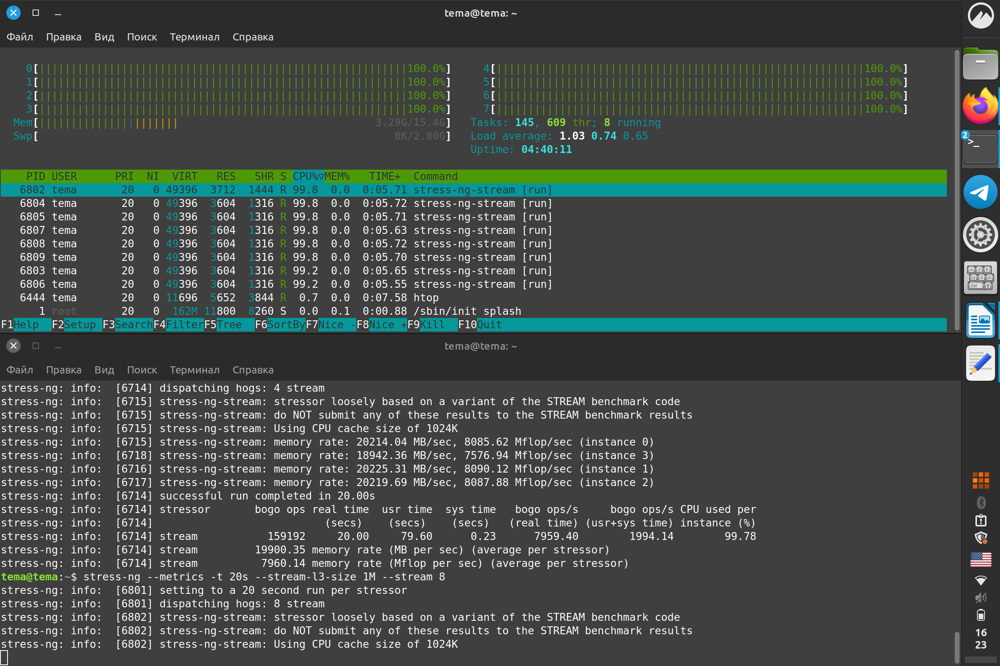 tema@tema: ~
Файл Правка Вид Поиск Терминал Справка
0[100.0%] 4[100.0%]
1[100.0%] 5[100.0%]
2[100.0%] 6[100.0%]
3[100.0%] 7[100.0%]
Mem[3.29G/15.4G] Tasks: 145, 609 thr; 8 running
Swp[0K/2.00G] Load average: 1.03 0.74 0.65
Uptime: 04:40:11
PID USER PRI NI VIRT RES SHR S CPU%▽MEM% TIME+ Command
6802 tema 20 0 49396 3712 1444 R 99.8 0.0 0:05.71 stress-ng-stream [run]
6804 tema 20 0 49396 3604 1316 R 99.8 0.0 0:05.72 stress-ng-stream [run]
6805 tema 20 0 49396 3604 1316 R 99.8 0.0 0:05.71 stress-ng-stream [run]
6807 tema 20 0 49396 3604 1316 R 99.8 0.0 0:05.63 stress-ng-stream [run]
6808 tema 20 0 49396 3604 1316 R 99.8 0.0 0:05.72 stress-ng-stream [run]
6809 tema 20 0 49396 3604 1316 R 99.8 0.0 0:05.70 stress-ng-stream [run]
6803 tema 20 0 49396 3604 1316 R 99.2 0.0 0:05.65 stress-ng-stream [run]
6806 tema 20 0 49396 3604 1316 R 99.2 0.0 0:05.55 stress-ng-stream [run]
6444 tema 20 0 11696 5652 3844 R 0.7 0.0 0:07.58 htop
1 root 20 0 162M 11800 8260 S 0.0 0.1 0:00.88 /sbin/init splash
F1Help F2Setup F3SearchF4FilterF5Tree F6SortByF7Nice -F8Nice +F9Kill F10Quit
tema@tema: ~
Файл Правка Вид Поиск Терминал Справка
stress-ng: info: [6714] dispatching hogs: 4 stream
stress-ng: info: [6715] stress-ng-stream: stressor loosely based on a variant of the STREAM benchmark code
stress-ng: info: [6715] stress-ng-stream: do NOT submit any of these results to the STREAM benchmark results
stress-ng: info: [6715] stress-ng-stream: Using CPU cache size of 1024K
stress-ng: info: [6715] stress-ng-stream: memory rate: 20214.04 MB/sec, 8085.62 Mflop/sec (instance 0)
stress-ng: info: [6718] stress-ng-stream: memory rate: 18942.36 MB/sec, 7576.94 Mflop/sec (instance 3)
stress-ng: info: [6716] stress-ng-stream: memory rate: 20225.31 MB/sec, 8090.12 Mflop/sec (instance 1)
stress-ng: info: [6717] stress-ng-stream: memory rate: 20219.69 MB/sec, 8087.88 Mflop/sec (instance 2)
stress-ng: info: [6714] successful run completed in 20.00s
stress-ng: info: [6714] stressor bogo ops real time usr time sys time bogo ops/s bogo ops/s CPU used per
stress-ng: info: [6714] (secs) (secs) (secs) (real time) (usr+sys time) instance (%)
stress-ng: info: [6714] stream 159192 20.00 79.60 0.23 7959.40 1994.14 99.78
stress-ng: info: [6714] stream 19900.35 memory rate (MB per sec) (average per stressor)
stress-ng: info: [6714] stream 7960.14 memory rate (Mflop per sec) (average per stressor)
tema@tema:~$ stress-ng --metrics -t 20s --stream-l3-size 1M --stream 8
stress-ng: info: [6801] setting to a 20 second run per stressor
stress-ng: info: [6801] dispatching hogs: 8 stream
stress-ng: info: [6802] stress-ng-stream: stressor loosely based on a variant of the STREAM benchmark code
stress-ng: info: [6802] stress-ng-stream: do NOT submit any of these results to the STREAM benchmark results
stress-ng: info: [6802] stress-ng-stream: Using CPU cache size of 1024K
2
>_
A Z E
Q S D
Ctrl
16
23